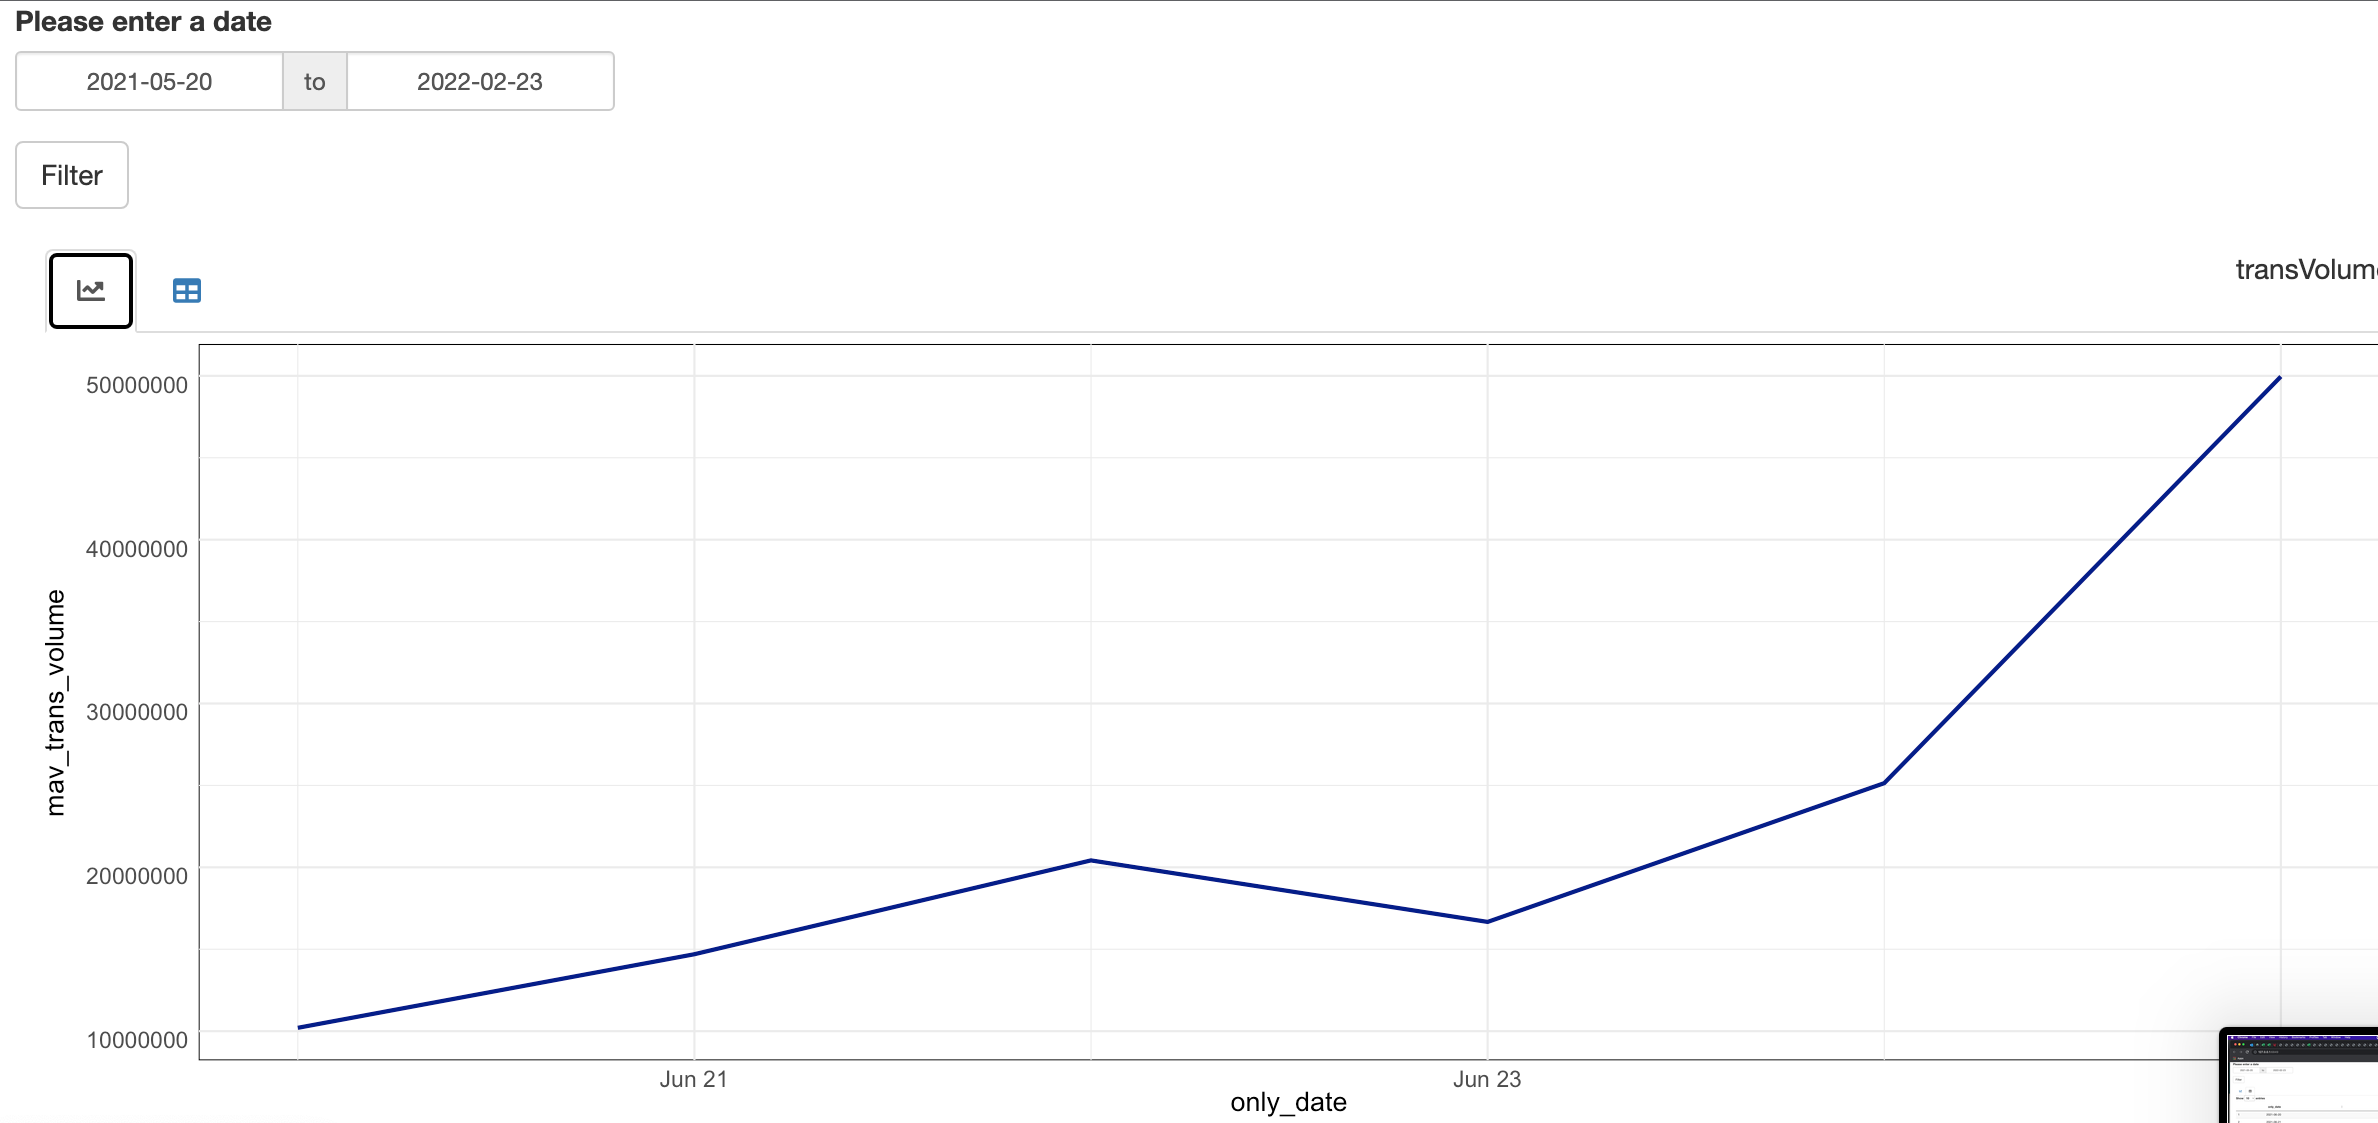 Please enter a date
2021-05-20 to 2022-02-23
Filter
transVolum
50000000
40000000
30000000
20000000
10000000
mav_trans_volume
Jun 21 Jun 23
only_date